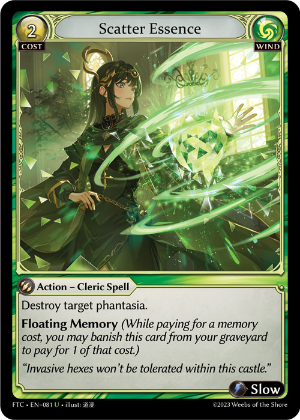 2
COST
Scatter Essence
WIND
Action – Cleric Spell
Destroy target phantasia.
Floating Memory (While paying for a memory
cost, you may banish this card from your graveyard
to pay for 1 of that cost.)
“Invasive hexes won’t be tolerated within this castle.”
Slow
FTC • EN-081 U • illust:
©2023 Weebs of the Shore